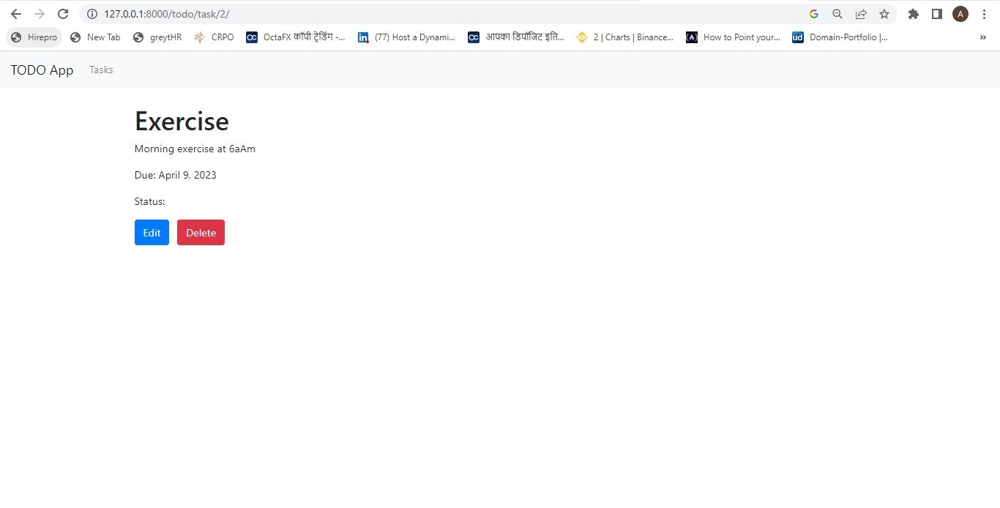 127.0.0.1:8000/todo/task/2/
Hirepro New Tab greytHR CRPO OctaFX कॉपी ट्रेडिंग -... (77) Host a Dynami... आपका डिपॉजिट इति... 2 | Charts | Binance... How to Point your... Domain-Portfolio |... »
TODO App Tasks
Exercise
Morning exercise at 6aAm
Due: April 9, 2023
Status:
Edit Delete